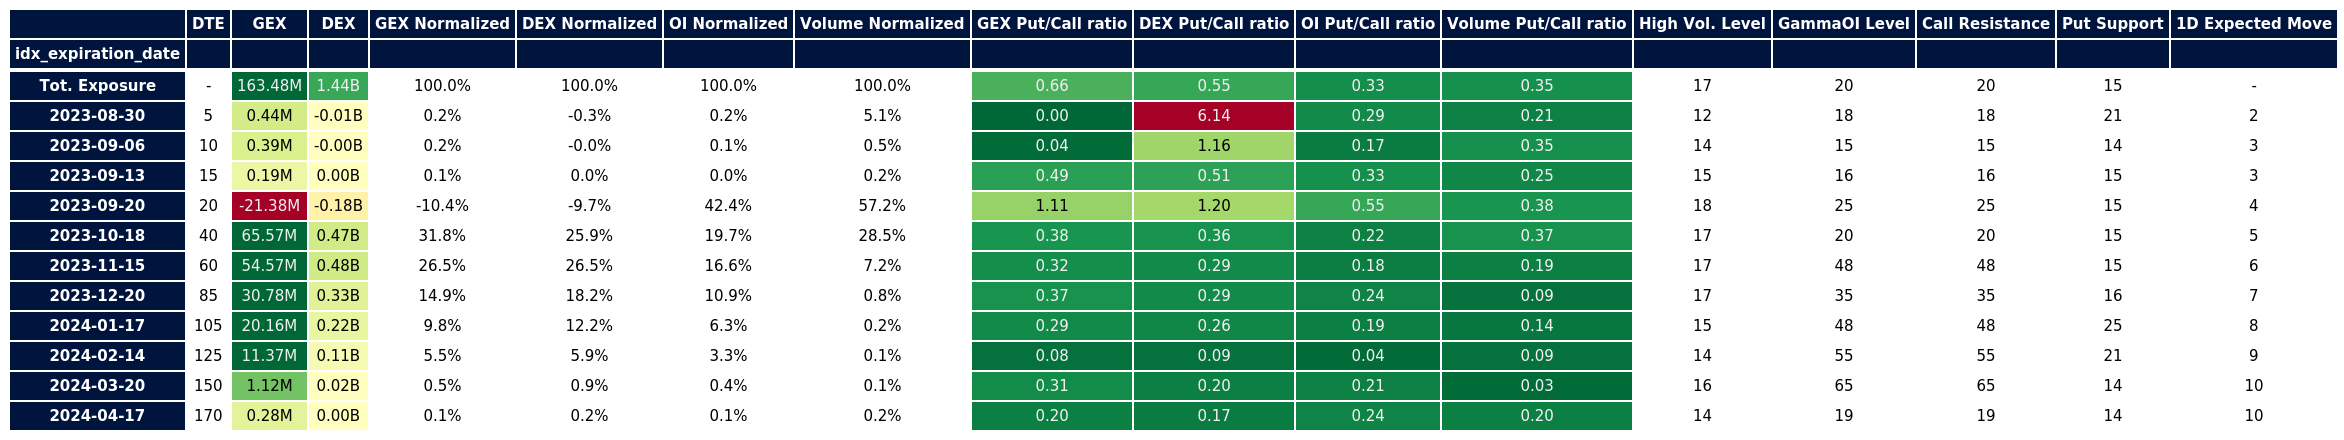 DTE GEX DEX GEX Normalized DEX Normalized OI Normalized Volume Normalized GEX Put/Call ratio DEX Put/Call ratio OI Put/Call ratio Volume Put/Call ratio High Vol. Level GammaOI Level Call Resistance Put Support 1D Expected Move
idx_expiration_date
Tot. Exposure - 163.48M 1.44B 100.0% 100.0% 100.0% 100.0% 0.66 0.55 0.33 0.35 17 20 20 15 -
2023-08-30 5 0.44M -0.01B 0.2% -0.3% 0.2% 5.1% 0.00 6.14 0.29 0.21 12 18 18 21 2
2023-09-06 10 0.39M -0.00B 0.2% -0.0% 0.1% 0.5% 0.04 1.16 0.17 0.35 14 15 15 14 3
2023-09-13 15 0.19M 0.00B 0.1% 0.0% 0.0% 0.2% 0.49 0.51 0.33 0.25 15 16 16 15 3
2023-09-20 20 -21.38M -0.18B -10.4% -9.7% 42.4% 57.2% 1.11 1.20 0.55 0.38 18 25 25 15 4
2023-10-18 40 65.57M 0.47B 31.8% 25.9% 19.7% 28.5% 0.38 0.36 0.22 0.37 17 20 20 15 5
2023-11-15 60 54.57M 0.48B 26.5% 26.5% 16.6% 7.2% 0.32 0.29 0.18 0.19 17 48 48 15 6
2023-12-20 85 30.78M 0.33B 14.9% 18.2% 10.9% 0.8% 0.37 0.29 0.24 0.09 17 35 35 16 7
2024-01-17 105 20.16M 0.22B 9.8% 12.2% 6.3% 0.2% 0.29 0.26 0.19 0.14 15 48 48 25 8
2024-02-14 125 11.37M 0.11B 5.5% 5.9% 3.3% 0.1% 0.08 0.09 0.04 0.09 14 55 55 21 9
2024-03-20 150 1.12M 0.02B 0.5% 0.9% 0.4% 0.1% 0.31 0.20 0.21 0.03 16 65 65 14 10
2024-04-17 170 0.28M 0.00B 0.1% 0.2% 0.1% 0.2% 0.20 0.17 0.24 0.20 14 19 19 14 10